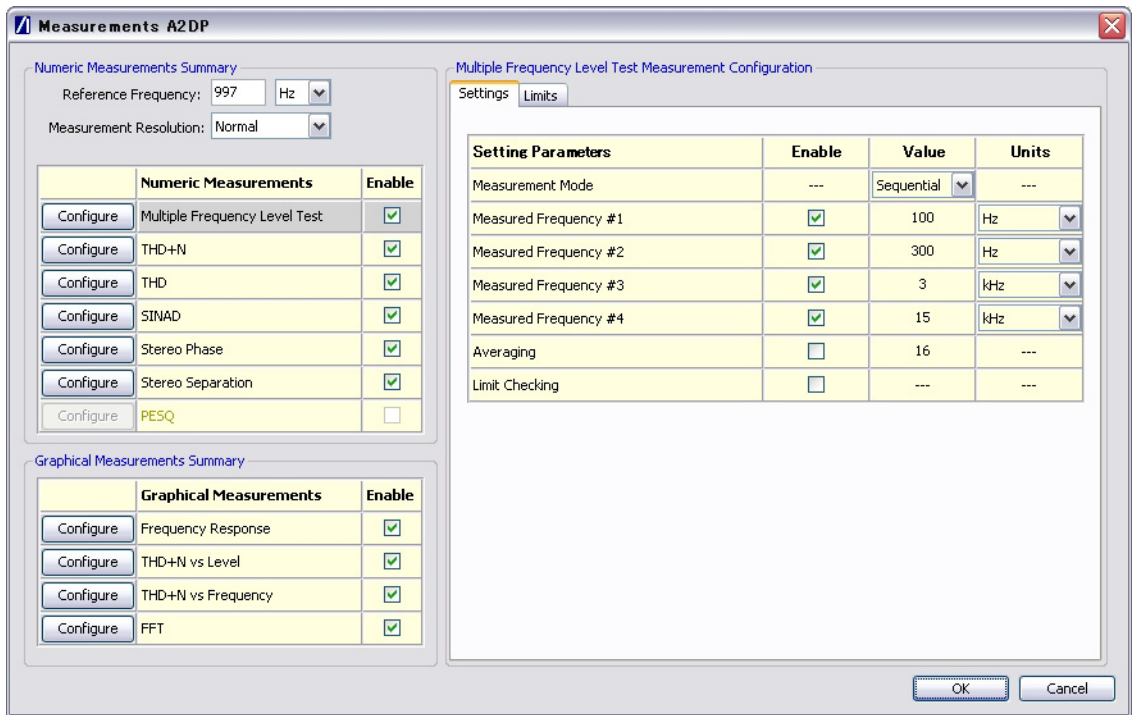 Measurements A2DP
Numeric Measurements Summary
Reference Frequency: 997 Hz
Measurement Resolution: Normal
Numeric Measurements Enable
Configure Multiple Frequency Level Test
Configure THD+N
Configure THD
Configure SINAD
Configure Stereo Phase
Configure Stereo Separation
Configure PESQ
Graphical Measurements Summary
Graphical Measurements Enable
Configure Frequency Response
Configure THD+N vs Level
Configure THD+N vs Frequency
Configure FFT
Multiple Frequency Level Test Measurement Configuration
Settings Limits
Setting Parameters Enable Value Units
Measurement Mode --- Sequential ---
Measured Frequency #1 100 Hz
Measured Frequency #2 300 Hz
Measured Frequency #3 3 kHz
Measured Frequency #4 15 kHz
Averaging 16 ---
Limit Checking --- ---
OK Cancel